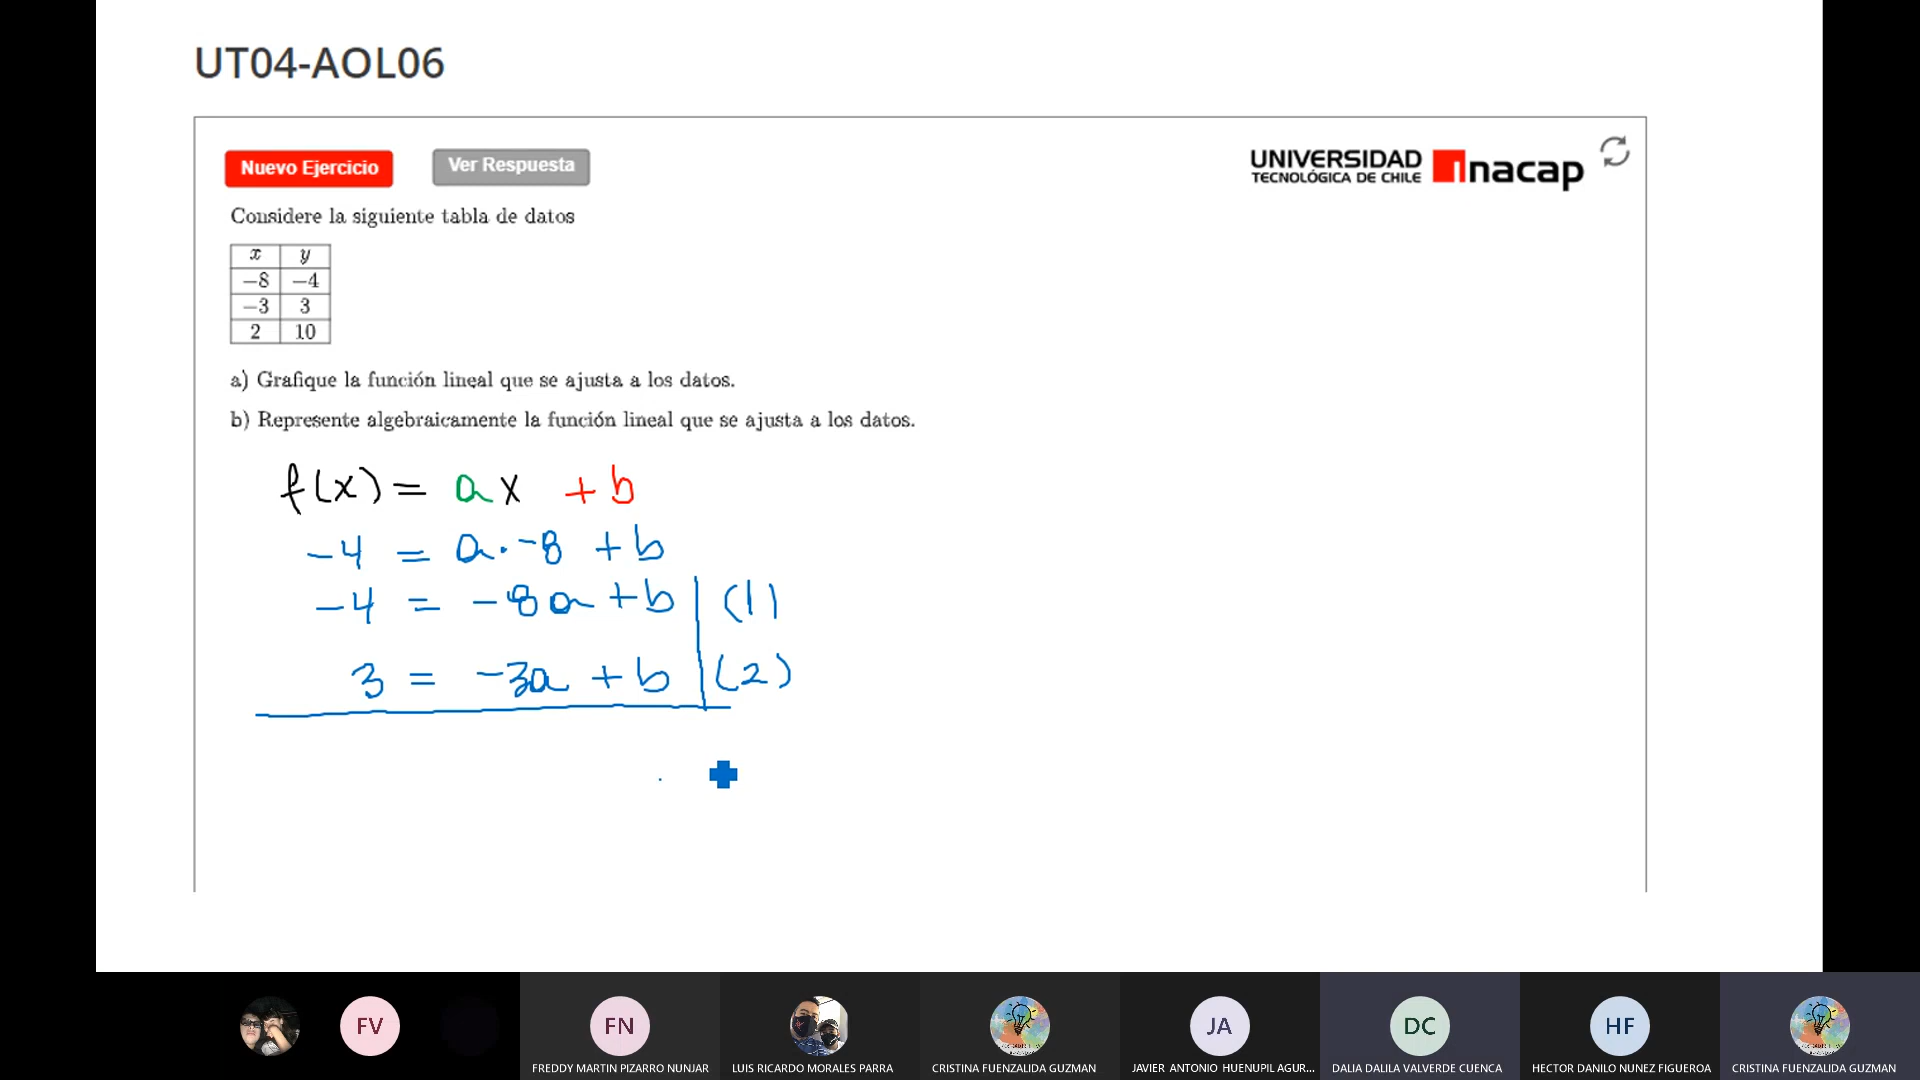 UT04-AOL06
Nuevo Ejercicio
Ver Respuesta
UNIVERSIDAD
TECNOLÓGICA DE CHILE
inacap
Considere la siguiente tabla de datos
x y
−8 −4
−3 3
2 10
a) Grafique la función lineal que se ajusta a los datos.
b) Represente algebraicamente la función lineal que se ajusta a los datos.
f(x) = ax + b
-4 = a·-8 + b
-4 = -8a + b | (1)
3 = -3a + b | (2)
FV
FN
JA
DC
HF
FREDDY MARTIN PIZARRO NUNJAR
LUIS RICARDO MORALES PARRA
CRISTINA FUENZALIDA GUZMAN
JAVIER ANTONIO HUENUPIL AGUR...
DALIA DALILA VALVERDE CUENCA
HECTOR DANILO NUNEZ FIGUEROA
CRISTINA FUENZALIDA GUZMAN